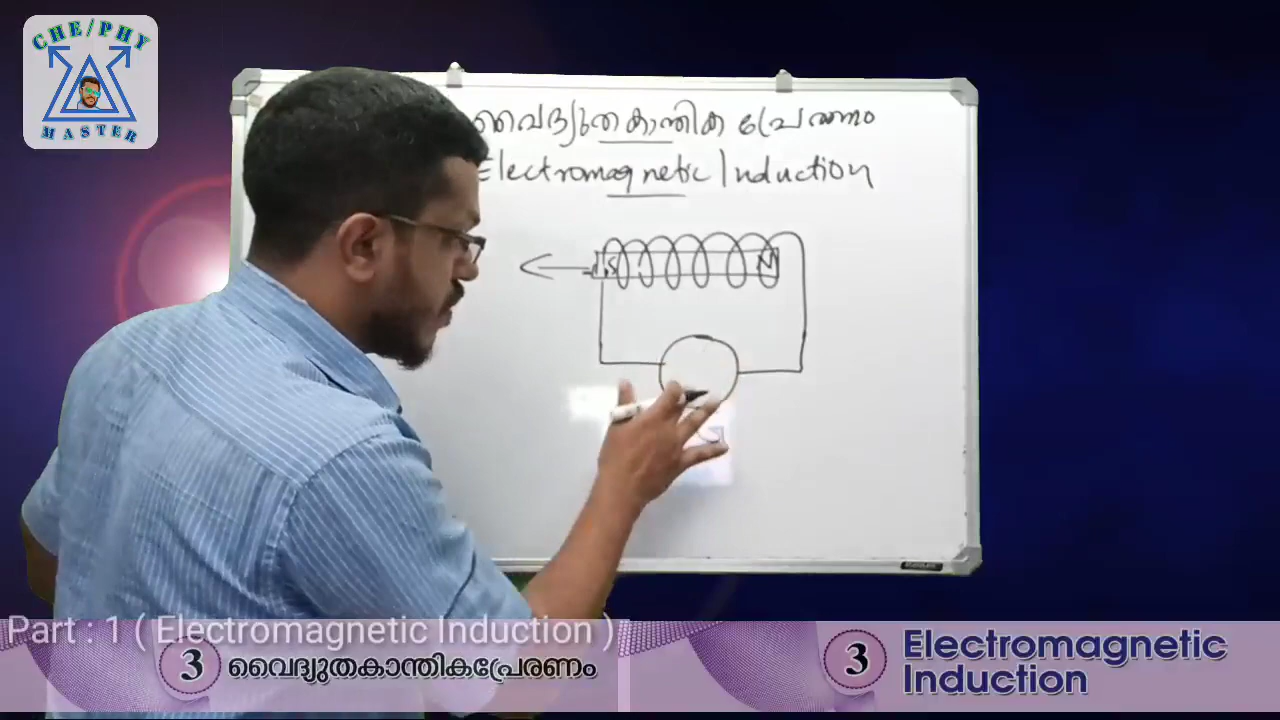 CHE/PHY
MASTER
വൈദ്യുതകാന്തിക പ്രേരണം
Electromagnetic Induction
S
N
Part : 1 ( Electromagnetic Induction )
3 വൈദ്യുതകാന്തികപ്രേരണം
3 Electromagnetic
Induction